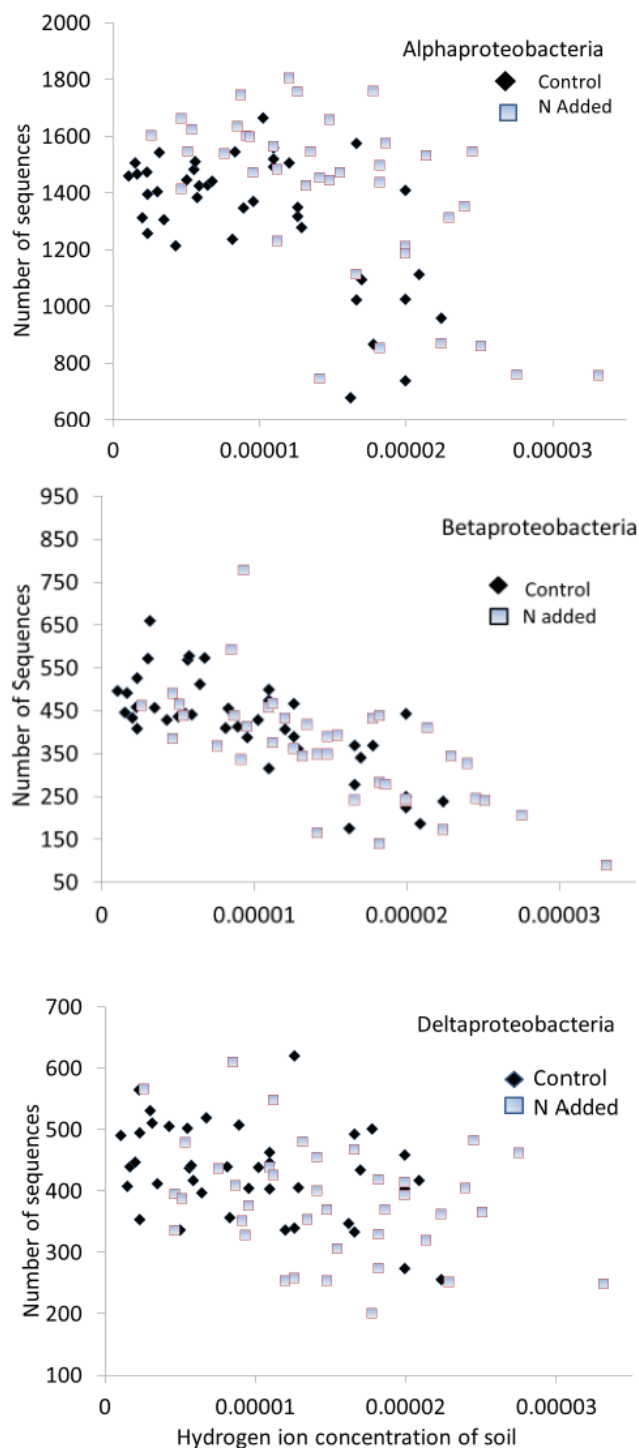 Alphaproteobacteria
Control
N Added
Number of sequences
2000
1800
1600
1400
1200
1000
800
600
0 0.00001 0.00002 0.00003
Betaproteobacteria
Control
N added
Number of Sequences
950
850
750
650
550
450
350
250
150
50
0 0.00001 0.00002 0.00003
Deltaproteobacteria
Control
N Added
Number of sequences
700
600
500
400
300
200
100
0 0.00001 0.00002 0.00003
Hydrogen ion concentration of soil